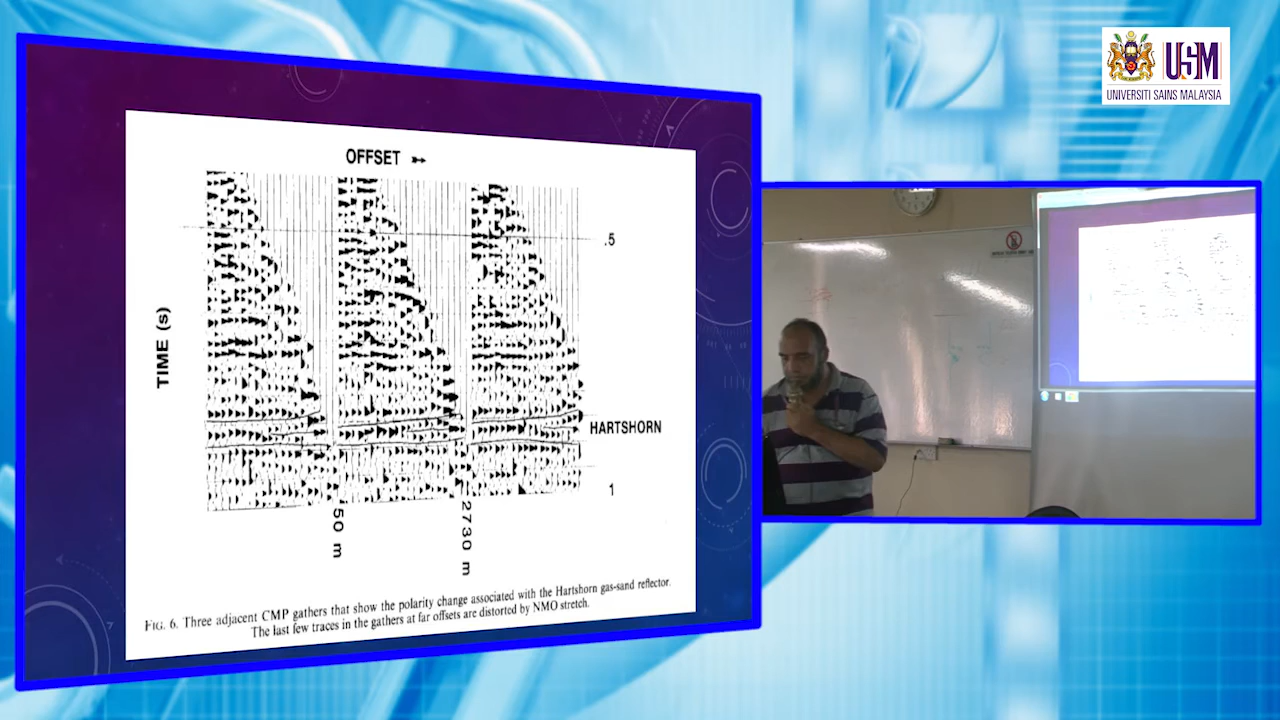 USM
UNIVERSITI SAINS MALAYSIA
OFFSET
.5
TIME (s)
HARTSHORN
1
50 m
2730 m
FIG. 6. Three adjacent CMP gathers that show the polarity change associated with the Hartshorn gas-sand reflector.
The last few traces in the gathers at far offsets are distorted by NMO stretch.